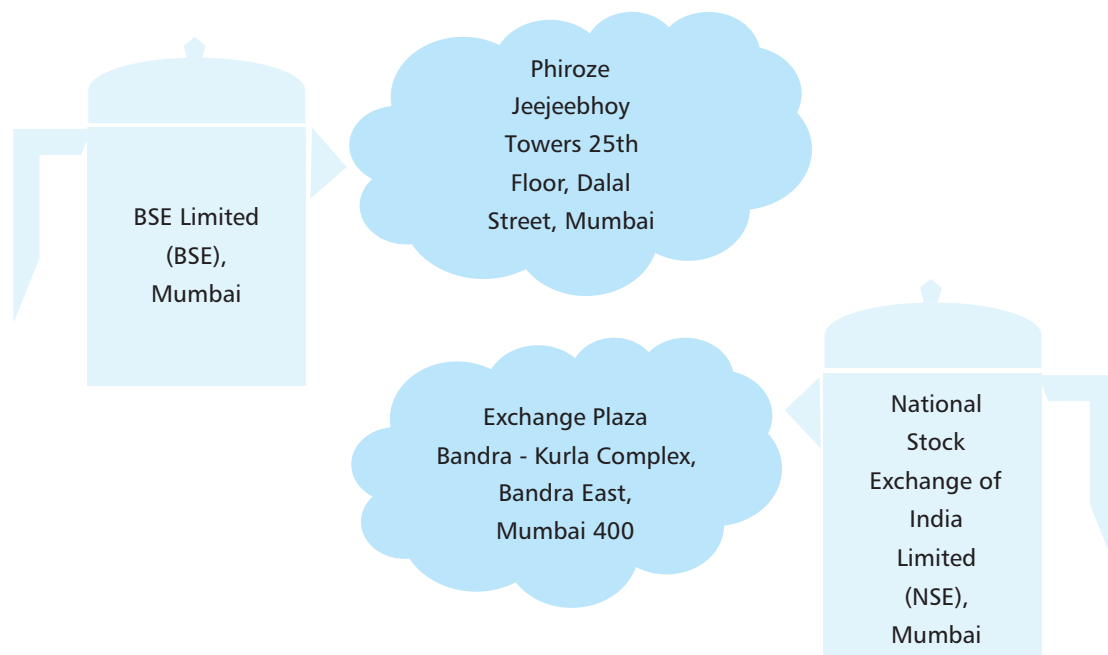 BSE Limited
(BSE),
Mumbai
Phiroze
Jeejeebhoy
Towers 25th
Floor, Dalal
Street, Mumbai
Exchange Plaza
Bandra - Kurla Complex,
Bandra East,
Mumbai 400
National
Stock
Exchange of
India
Limited
(NSE),
Mumbai